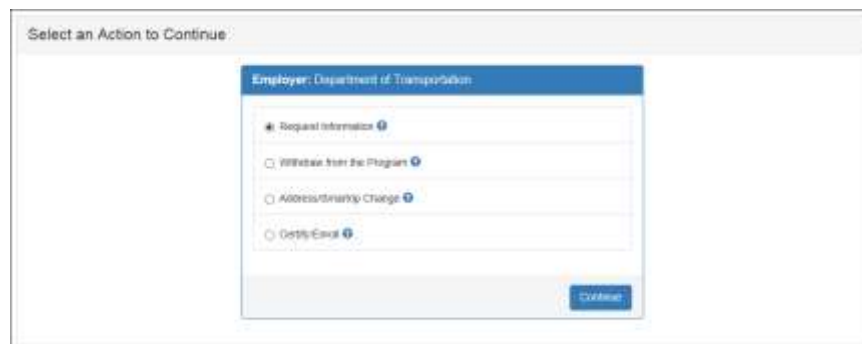 Select an Action to Continue
Employer: Department of Transportation
Request Information
Withdraw from the Program
Address/Smartrip Change
Certify/Enroll
Continue